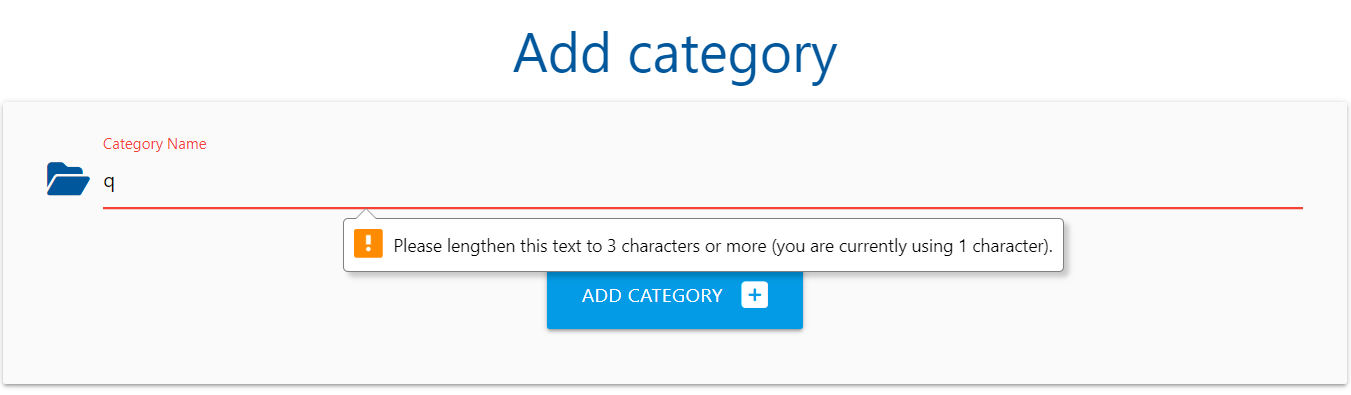 Add category
Category Name
q
Please lengthen this text to 3 characters or more (you are currently using 1 character).
ADD CATEGORY